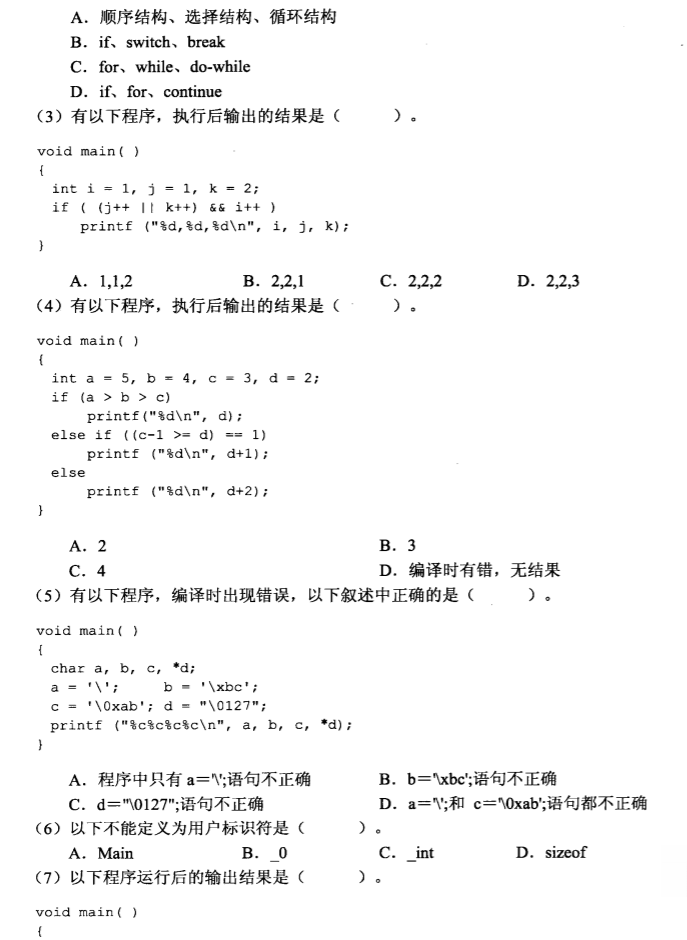 A．顺序结构、选择结构、循环结构
B．if、switch、break
C．for、while、do-while
D．if、for、continue
（3）有以下程序，执行后输出的结果是（ ）。
void main( )
{
int i = 1, j = 1, k = 2;
if ( (j++ || k++) && i++ )
printf ("%d,%d,%d\n", i, j, k);
}
A．1,1,2 B．2,2,1 C．2,2,2 D．2,2,3
（4）有以下程序，执行后输出的结果是（ ）。
void main( )
{
int a = 5, b = 4, c = 3, d = 2;
if (a > b > c)
printf("%d\n", d);
else if ((c-1 >= d) == 1)
printf ("%d\n", d+1);
else
printf ("%d\n", d+2);
}
A．2 B．3
C．4 D．编译时有错，无结果
（5）有以下程序，编译时出现错误，以下叙述中正确的是（ ）。
void main( )
{
char a, b, c, *d;
a = '\'; b = '\xbc';
c = '\0xab'; d = "\0127";
printf ("%c%c%c%c\n", a, b, c, *d);
}
A．程序中只有 a='\';语句不正确 B．b='\xbc';语句不正确
C．d="\0127";语句不正确 D．a='\';和 c='\0xab';语句都不正确
（6）以下不能定义为用户标识符是（ ）。
A．Main B．_0 C．_int D．sizeof
（7）以下程序运行后的输出结果是（ ）。
void main( )
{